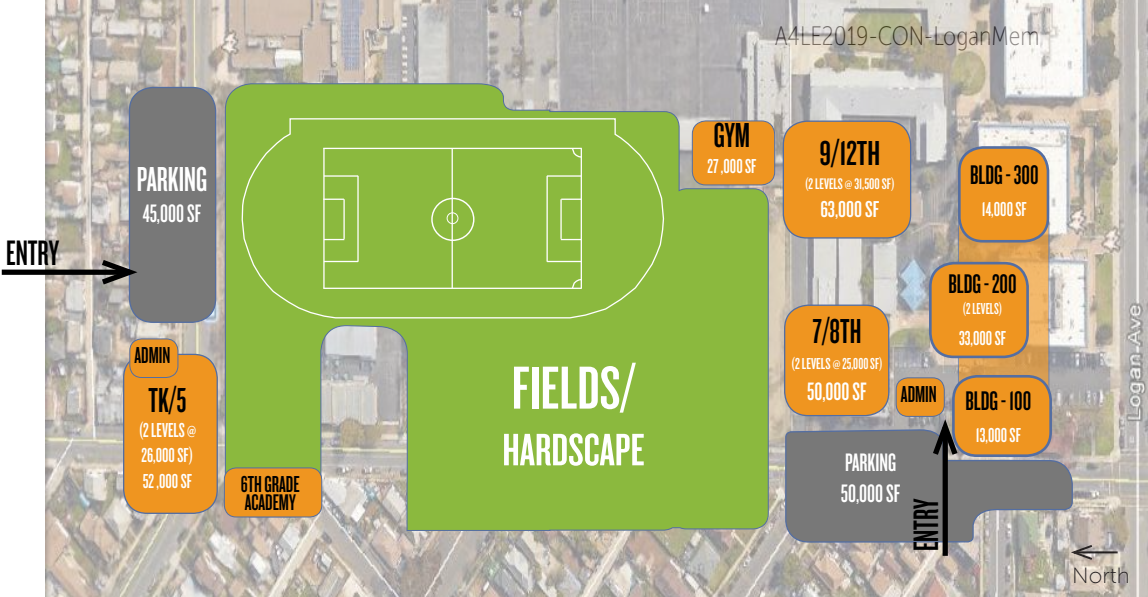 A4LE2019-CON-LoganMem
PARKING
45,000 SF
ENTRY
GYM
27,000 SF
9/12TH
(2 LEVELS @ 31,500 SF)
63,000 SF
BLDG - 300
14,000 SF
BLDG - 200
(2 LEVELS)
33,000 SF
7/8TH
(2 LEVELS @ 25,000 SF)
50,000 SF
ADMIN
BLDG - 100
13,000 SF
ADMIN
TK/5
(2 LEVELS @
26,000 SF)
52,000 SF
6TH GRADE
ACADEMY
FIELDS/
HARDSCAPE
PARKING
50,000 SF
ENTRY
Logan Ave
North